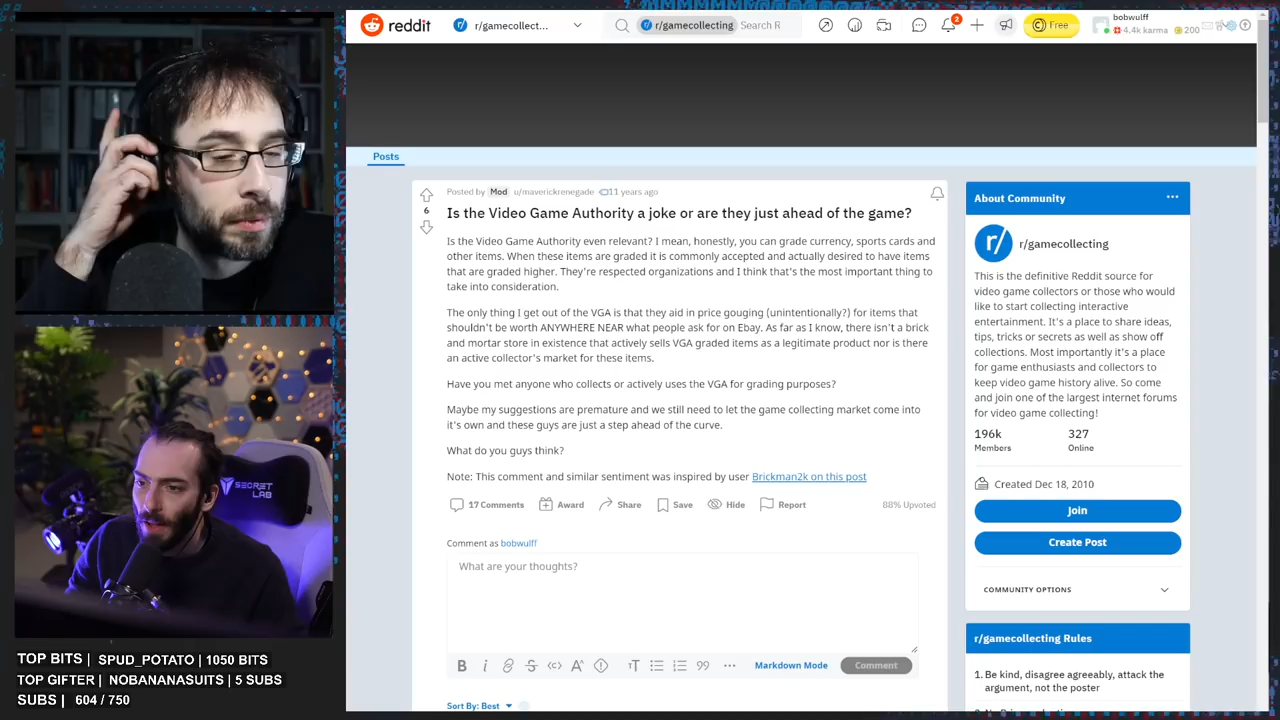 reddit
r/gamecollect...
r/gamecollecting
Search R
2
Free
bobwulff
4.4k karma
200
Posts
6
Posted by Mod u/maverickrenegade 11 years ago
Is the Video Game Authority a joke or are they just ahead of the game?
Is the Video Game Authority even relevant? I mean, honestly, you can grade currency, sports cards and
other items. When these items are graded it is commonly accepted and actually desired to have items
that are graded higher. They're respected organizations and I think that's the most important thing to
take into consideration.
The only thing I get out of the VGA is that they aid in price gouging (unintentionally?) for items that
shouldn't be worth ANYWHERE NEAR what people ask for on Ebay. As far as I know, there isn't a brick
and mortar store in existence that actively sells VGA graded items as a legitimate product nor is there
an active collector's market for these items.
Have you met anyone who collects or actively uses the VGA for grading purposes?
Maybe my suggestions are premature and we still need to let the game collecting market come into
it's own and these guys are just a step ahead of the curve.
What do you guys think?
Note: This comment and similar sentiment was inspired by user Brickman2k on this post
17 Comments Award Share Save Hide Report 88% Upvoted
Comment as bobwulff
What are your thoughts?
Markdown Mode
Comment
Sort By: Best
About Community
r/
r/gamecollecting
This is the definitive Reddit source for
video game collectors or those who would
like to start collecting interactive
entertainment. It's a place to share ideas,
tips, tricks or secrets as well as show off
collections. Most importantly it's a place
for game enthusiasts and collectors to
keep video game history alive. So come
and join one of the largest internet forums
for video game collecting!
196k 327
Members Online
Created Dec 18, 2010
Join
Create Post
COMMUNITY OPTIONS
r/gamecollecting Rules
1. Be kind, disagree agreeably, attack the
argument, not the poster
SECRET
LAB
TOP BITS | SPUD_POTATO | 1050 BITS
TOP GIFTER | NOBANANASUITS | 5 SUBS
SUBS | 604 / 750